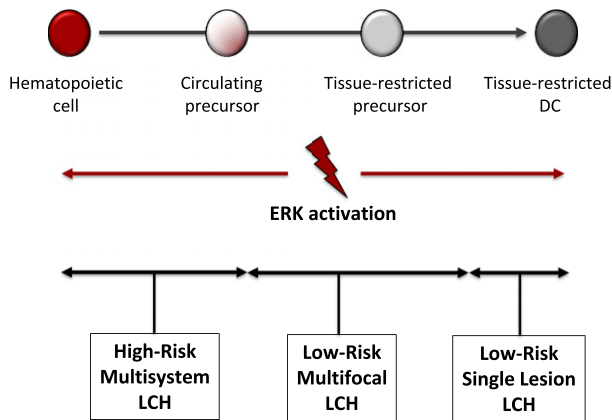 Hematopoietic
cell
Circulating
precursor
Tissue-restricted
precursor
Tissue-restricted
DC
ERK activation
High-Risk
Multisystem
LCH
Low-Risk
Multifocal
LCH
Low-Risk
Single Lesion
LCH